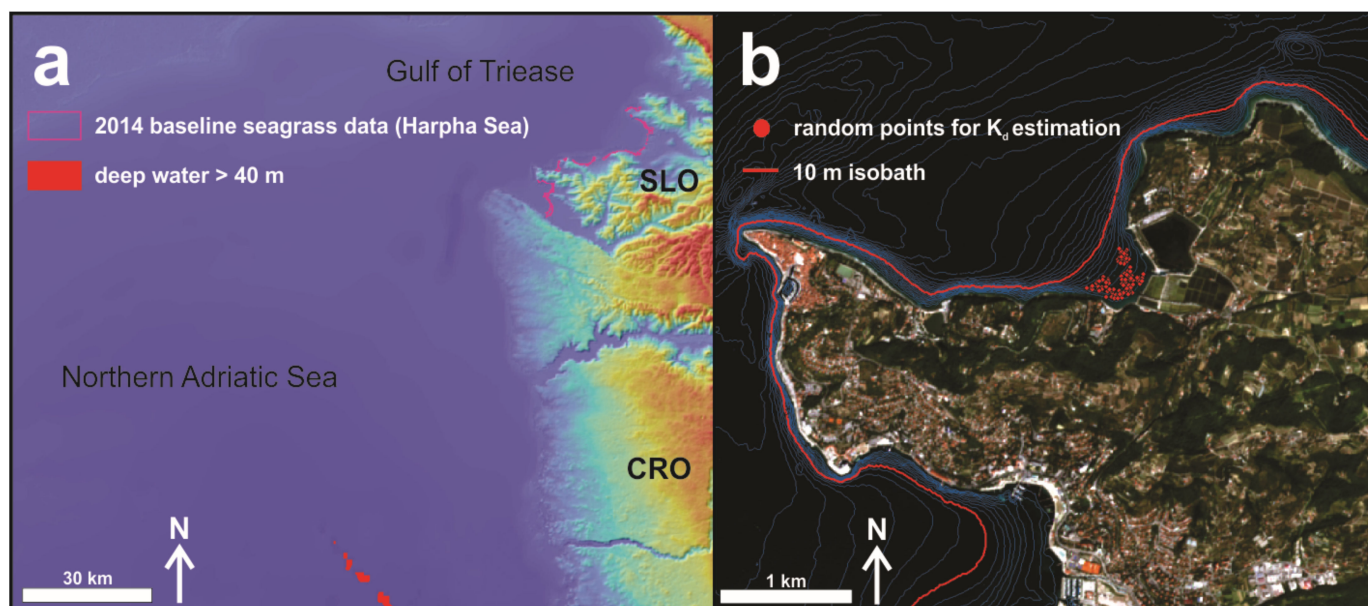 a
Gulf of Triease
2014 baseline seagrass data (Harpha Sea)
deep water > 40 m
SLO
Northern Adriatic Sea
CRO
N
30 km
b
random points for Kd estimation
10 m isobath
N
1 km